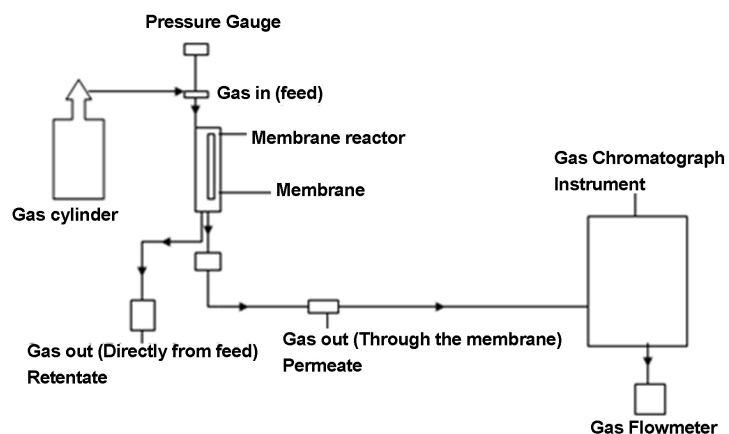 Pressure Gauge
Gas in (feed)
Membrane reactor
Membrane
Gas cylinder
Gas Chromatograph
Instrument
Gas out (Directly from feed)
Retentate
Gas out (Through the membrane)
Permeate
Gas Flowmeter